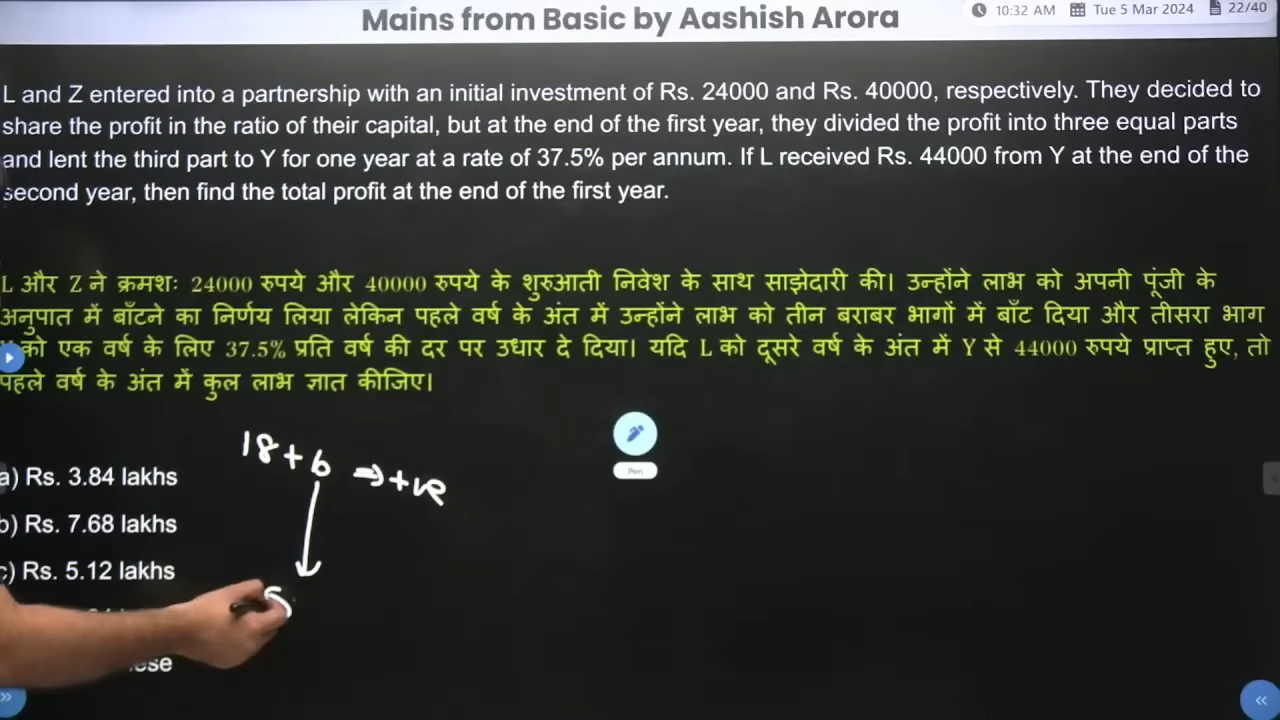 Mains from Basic by Aashish Arora
10:32 AM Tue 5 Mar 2024 22/40
L and Z entered into a partnership with an initial investment of Rs. 24000 and Rs. 40000, respectively. They decided to
share the profit in the ratio of their capital, but at the end of the first year, they divided the profit into three equal parts
and lent the third part to Y for one year at a rate of 37.5% per annum. If L received Rs. 44000 from Y at the end of the
second year, then find the total profit at the end of the first year.
L और Z ने क्रमशः 24000 रुपये और 40000 रुपये के शुरुआती निवेश के साथ साझेदारी की। उन्होंने लाभ को अपनी पूंजी के
अनुपात में बाँटने का निर्णय लिया लेकिन पहले वर्ष के अंत में उन्होंने लाभ को तीन बराबर भागों में बाँट दिया और तीसरा भाग
को एक वर्ष के लिए 37.5% प्रति वर्ष की दर पर उधार दे दिया। यदि L को दूसरे वर्ष के अंत में Y से 44000 रुपये प्राप्त हुए, तो
पहले वर्ष के अंत में कुल लाभ ज्ञात कीजिए।
18+6 ⇒ +ve
a) Rs. 3.84 lakhs
Pen
b) Rs. 7.68 lakhs
c) Rs. 5.12 lakhs